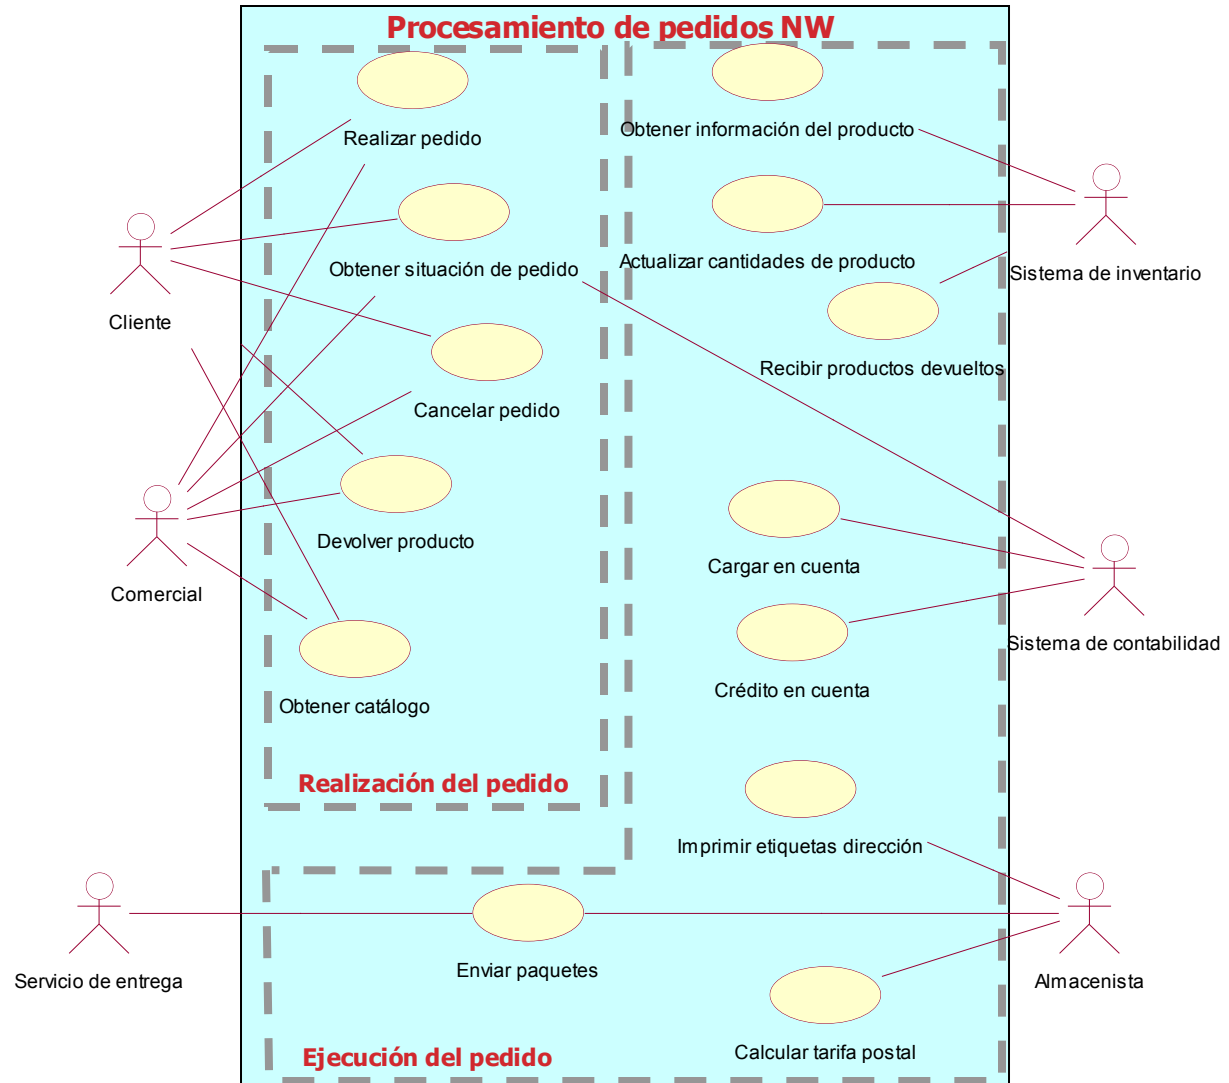 Procesamiento de pedidos NW
Realizar pedido
Obtener situación de pedido
Cancelar pedido
Devolver producto
Obtener catálogo
Realización del pedido
Obtener información del producto
Actualizar cantidades de producto
Recibir productos devueltos
Cargar en cuenta
Crédito en cuenta
Imprimir etiquetas dirección
Enviar paquetes
Calcular tarifa postal
Ejecución del pedido
Cliente
Comercial
Servicio de entrega
Sistema de inventario
Sistema de contabilidad
Almacenista